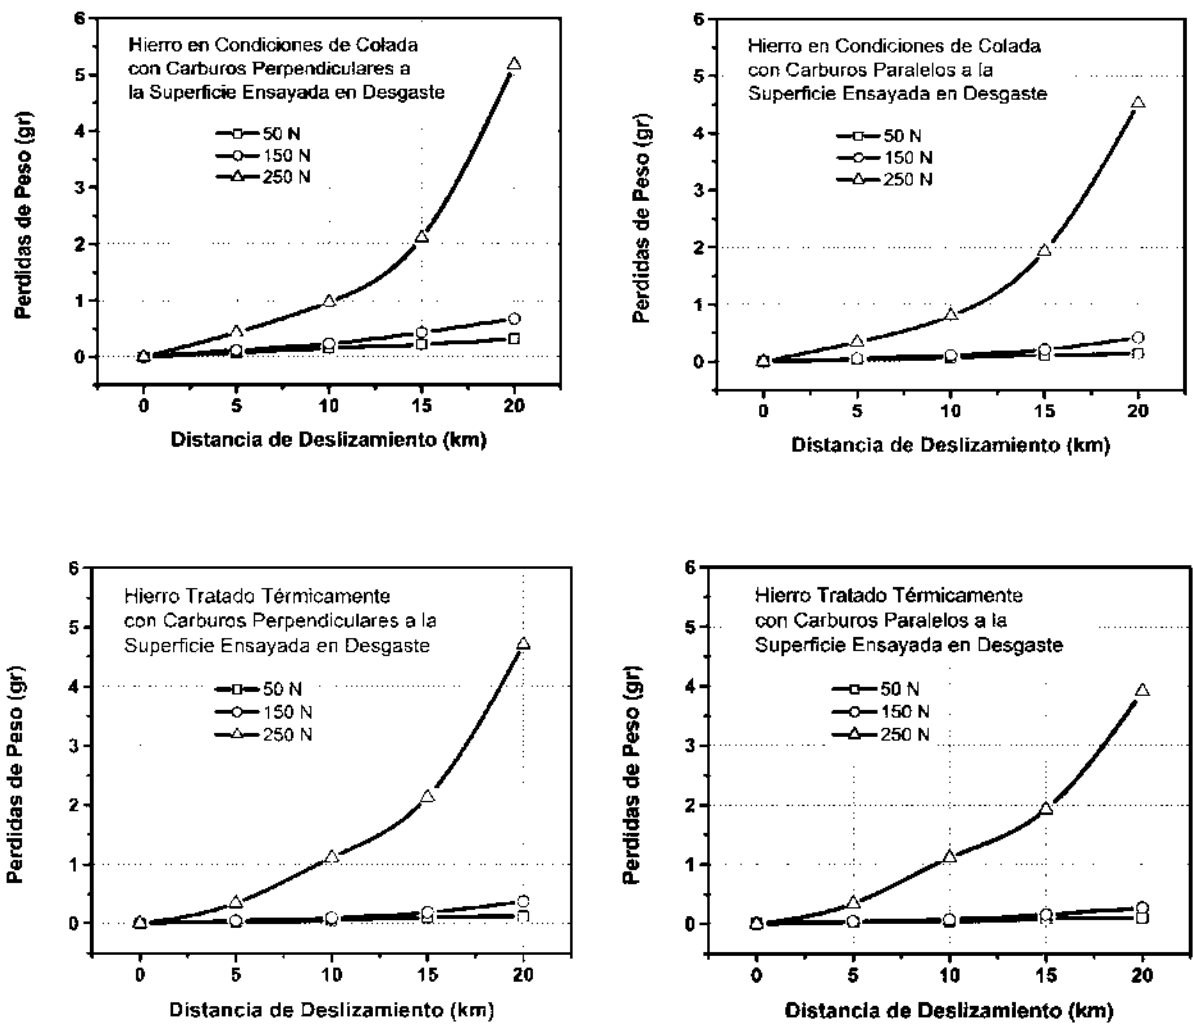 Hierro en Condiciones de Colada
con Carburos Perpendiculares a
la Superficie Ensayada en Desgaste
50 N
150 N
250 N
Perdidas de Peso (gr)
6
5
4
3
2
1
0
0 5 10 15 20
Distancia de Deslizamiento (km)
Hierro en Condiciones de Colada
con Carburos Paralelos a la
Superficie Ensayada en Desgaste
50 N
150 N
250 N
Perdidas de Peso (gr)
6
5
4
3
2
1
0
0 5 10 15 20
Distancia de Deslizamiento (km)
Hierro Tratado Térmicamente
con Carburos Perpendiculares a la
Superficie Ensayada en Desgaste
50 N
150 N
250 N
Perdidas de Peso (gr)
6
5
4
3
2
1
0
0 5 10 15 20
Distancia de Deslizamiento (km)
Hierro Tratado Térmicamente
con Carburos Paralelos a la
Superficie Ensayada en Desgaste
50 N
150 N
250 N
Perdidas de Peso (gr)
6
5
4
3
2
1
0
0 5 10 15 20
Distancia de Deslizamiento (km)